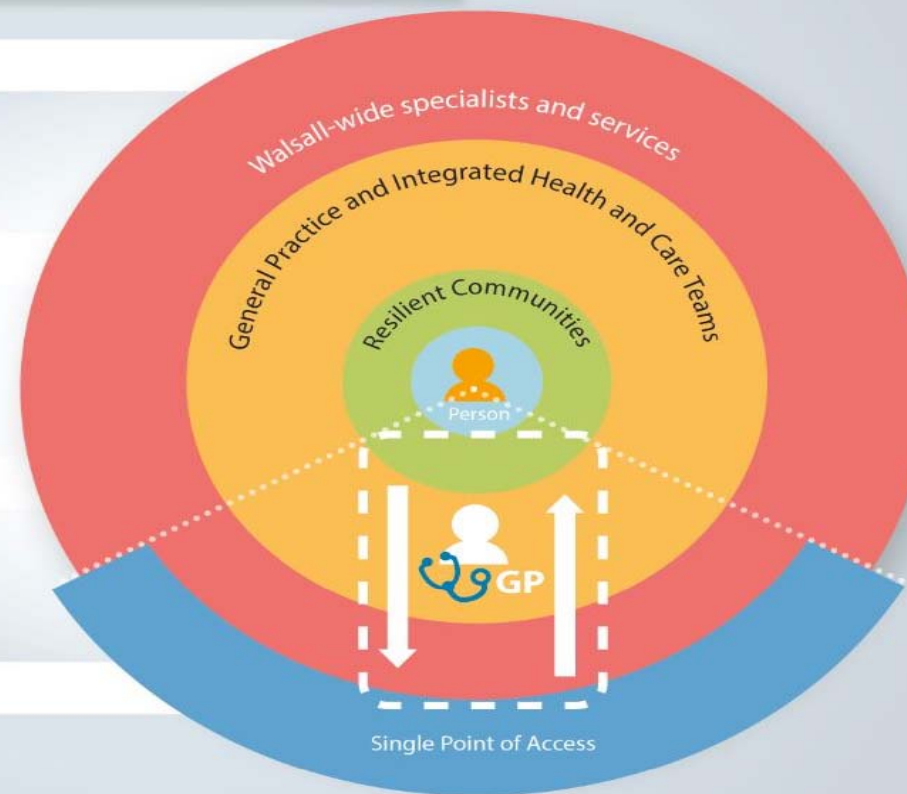 Walsall-wide specialists and services
General Practice and Integrated Health and Care Teams
Resilient Communities
Person
GP
Single Point of Access